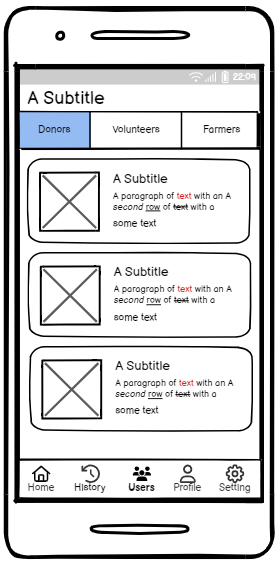 22:09
A Subtitle
Donors Volunteers Farmers
A Subtitle
A paragraph of text with an A
second row of text with a
some text
A Subtitle
A paragraph of text with an A
second row of text with a
some text
A Subtitle
A paragraph of text with an A
second row of text with a
some text
Home History Users Profile Setting